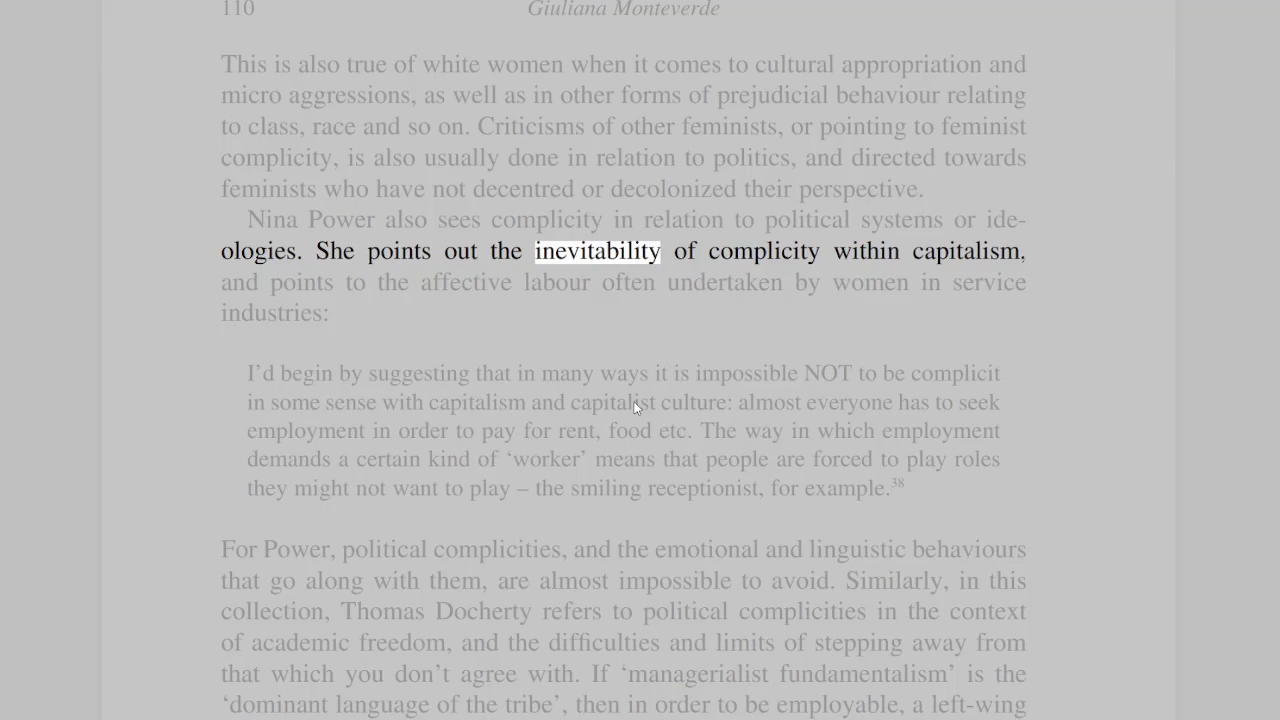 110 Giuliana Monteverde
This is also true of white women when it comes to cultural appropriation and
micro aggressions, as well as in other forms of prejudicial behaviour relating
to class, race and so on. Criticisms of other feminists, or pointing to feminist
complicity, is also usually done in relation to politics, and directed towards
feminists who have not decentred or decolonized their perspective.
Nina Power also sees complicity in relation to political systems or ide-
ologies. She points out the inevitability of complicity within capitalism,
and points to the affective labour often undertaken by women in service
industries:
I'd begin by suggesting that in many ways it is impossible NOT to be complicit
in some sense with capitalism and capitalist culture: almost everyone has to seek
employment in order to pay for rent, food etc. The way in which employment
demands a certain kind of ‘worker’ means that people are forced to play roles
they might not want to play – the smiling receptionist, for example.38
For Power, political complicities, and the emotional and linguistic behaviours
that go along with them, are almost impossible to avoid. Similarly, in this
collection, Thomas Docherty refers to political complicities in the context
of academic freedom, and the difficulties and limits of stepping away from
that which you don’t agree with. If ‘managerialist fundamentalism’ is the
‘dominant language of the tribe’, then in order to be employable, a left-wing